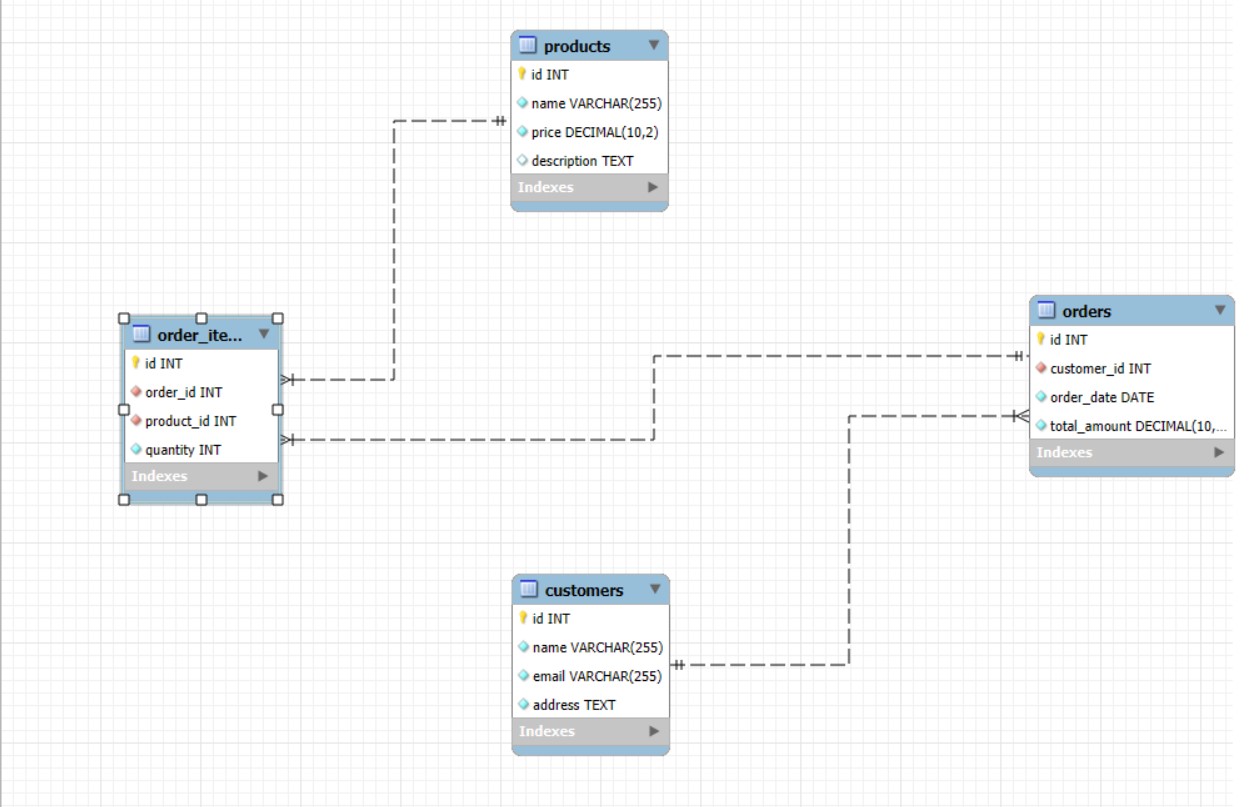 products
id INT
name VARCHAR(255)
price DECIMAL(10,2)
description TEXT
Indexes
order_ite...
id INT
order_id INT
product_id INT
quantity INT
Indexes
orders
id INT
customer_id INT
order_date DATE
total_amount DECIMAL(10,...
Indexes
customers
id INT
name VARCHAR(255)
email VARCHAR(255)
address TEXT
Indexes